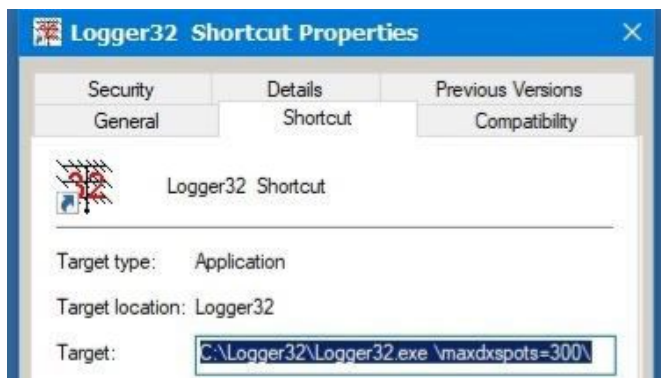 Logger32 Shortcut Properties
Security Details Previous Versions
General Shortcut Compatibility
32
Logger32 Shortcut
Target type: Application
Target location: Logger32
Target: C:\Logger32\Logger32.exe \maxdxspots=300\